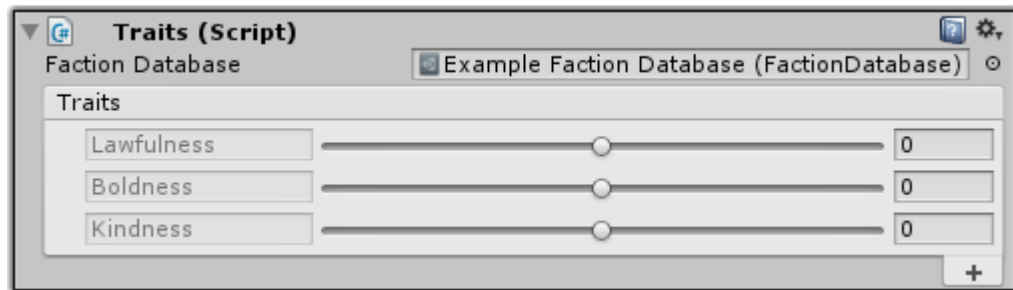 Traits (Script)
Faction Database Example Faction Database (FactionDatabase)
Traits
Lawfulness 0
Boldness 0
Kindness 0
+